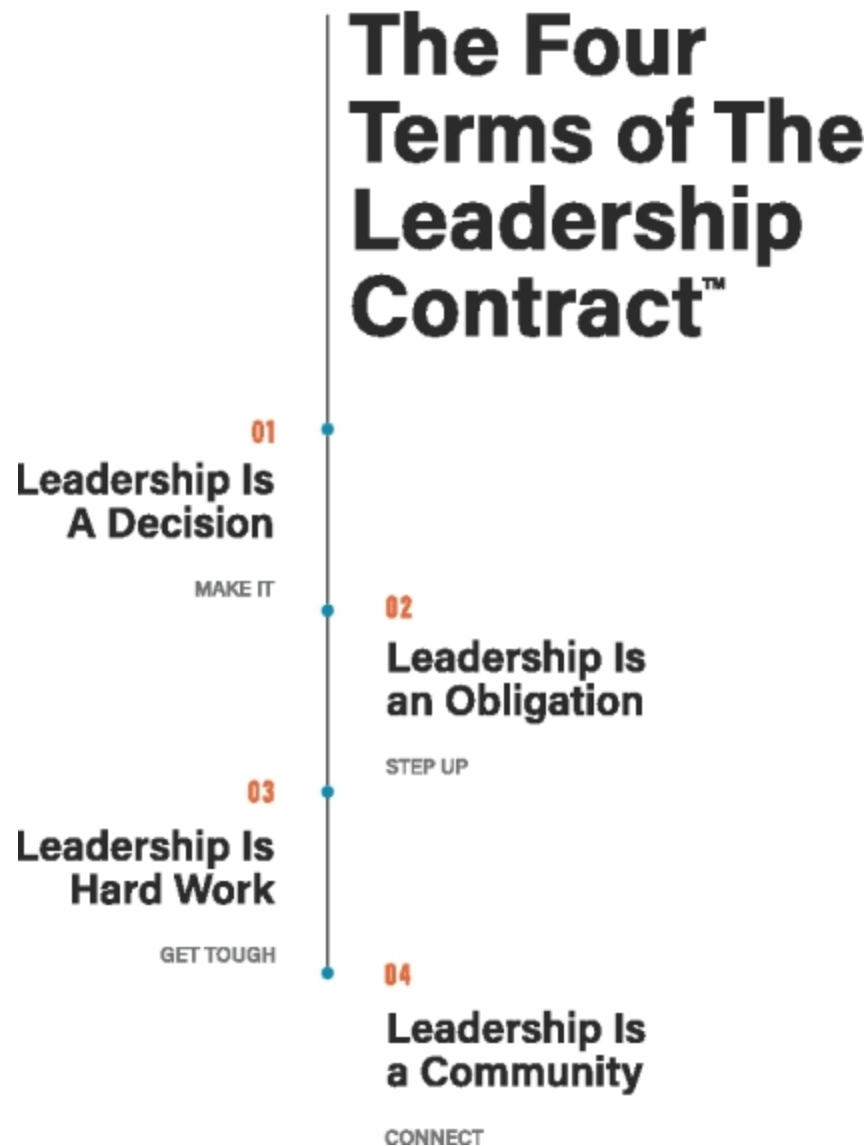 The Four
Terms of The
Leadership
Contract™
01
Leadership Is
A Decision
MAKE IT
02
Leadership Is
an Obligation
STEP UP
03
Leadership Is
Hard Work
GET TOUGH
04
Leadership Is
a Community
CONNECT